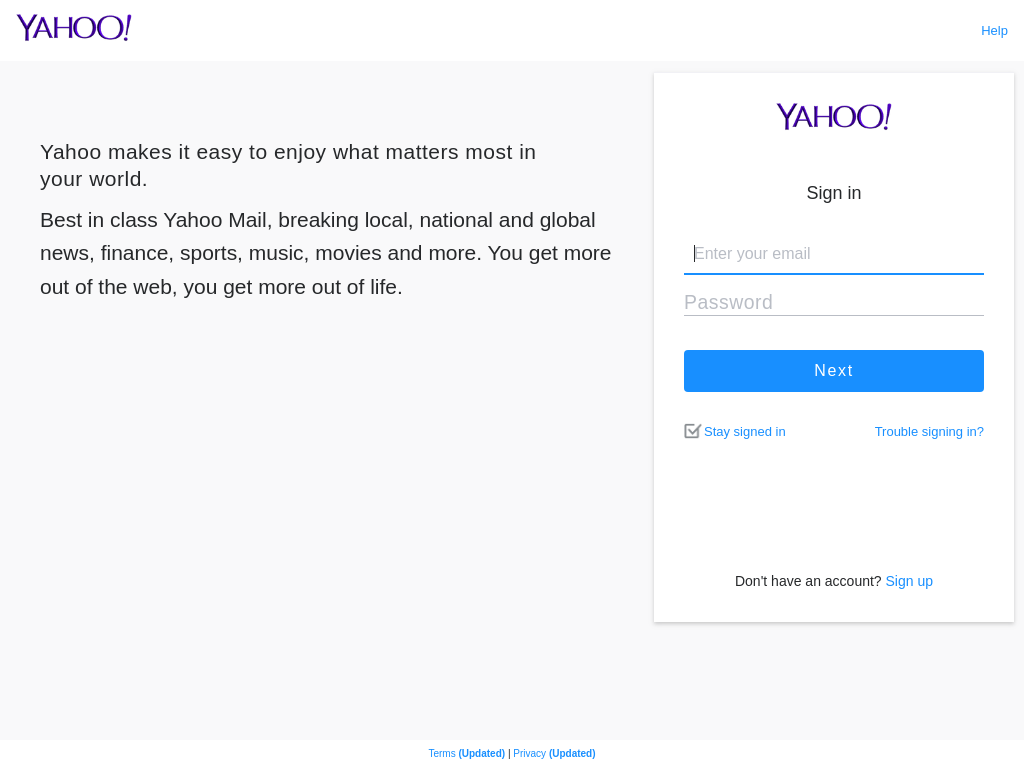 YAHOO!
Help
Yahoo makes it easy to enjoy what matters most in
your world.
Best in class Yahoo Mail, breaking local, national and global
news, finance, sports, music, movies and more. You get more
out of the web, you get more out of life.
YAHOO!
Sign in
Enter your email
Password
Next
Stay signed in
Trouble signing in?
Don't have an account? Sign up
Terms (Updated) | Privacy (Updated)